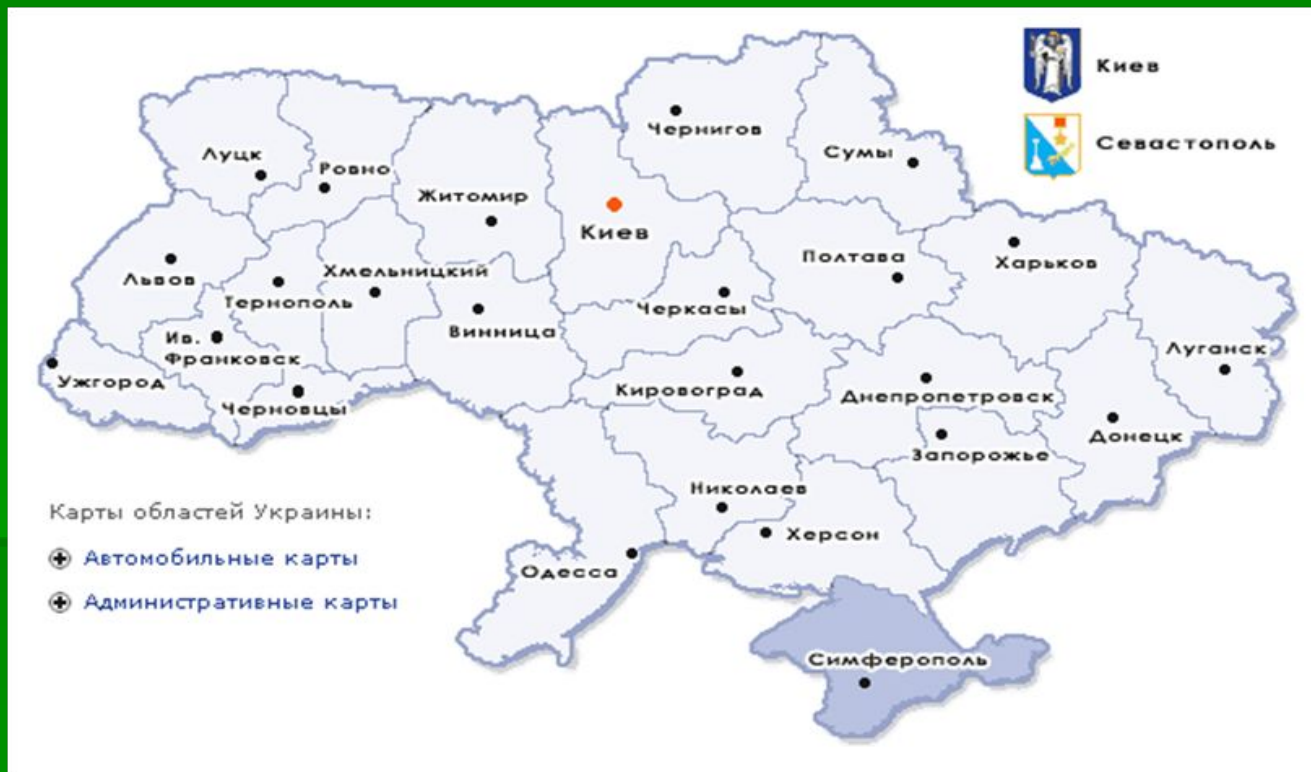 Киев
Севастополь
Чернигов
Сумы
Луцк
Ровно
Житомир
Киев
Львов
Тернополь
Хмельницкий
Винница
Черкасы
Полтава
Харьков
Ив.
Франковск
Ужгород
Черновцы
Кировоград
Днепропетровск
Луганск
Донецк
Запорожье
Николаев
Херсон
Одесса
Симферополь
Карты областей Украины:
Автомобильные карты
Административные карты